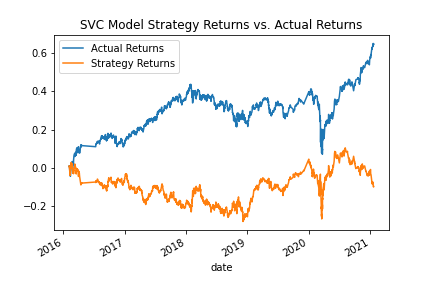 SVC Model Strategy Returns vs. Actual Returns
Actual Returns
Strategy Returns
0.6
0.4
0.2
0.0
−0.2
2016
2017
2018
2019
2020
2021
date